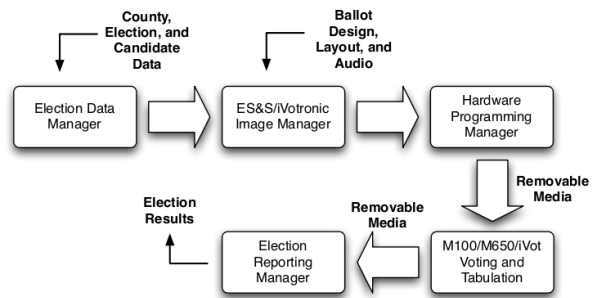 County,
Election, and
Candidate
Data
Ballot
Design,
Layout, and
Audio
Election Data
Manager
ES&S/iVotronic
Image Manager
Hardware
Programming
Manager
Removable
Media
Election
Results
Removable
Media
Election
Reporting
Manager
M100/M650/iVot
Voting and
Tabulation